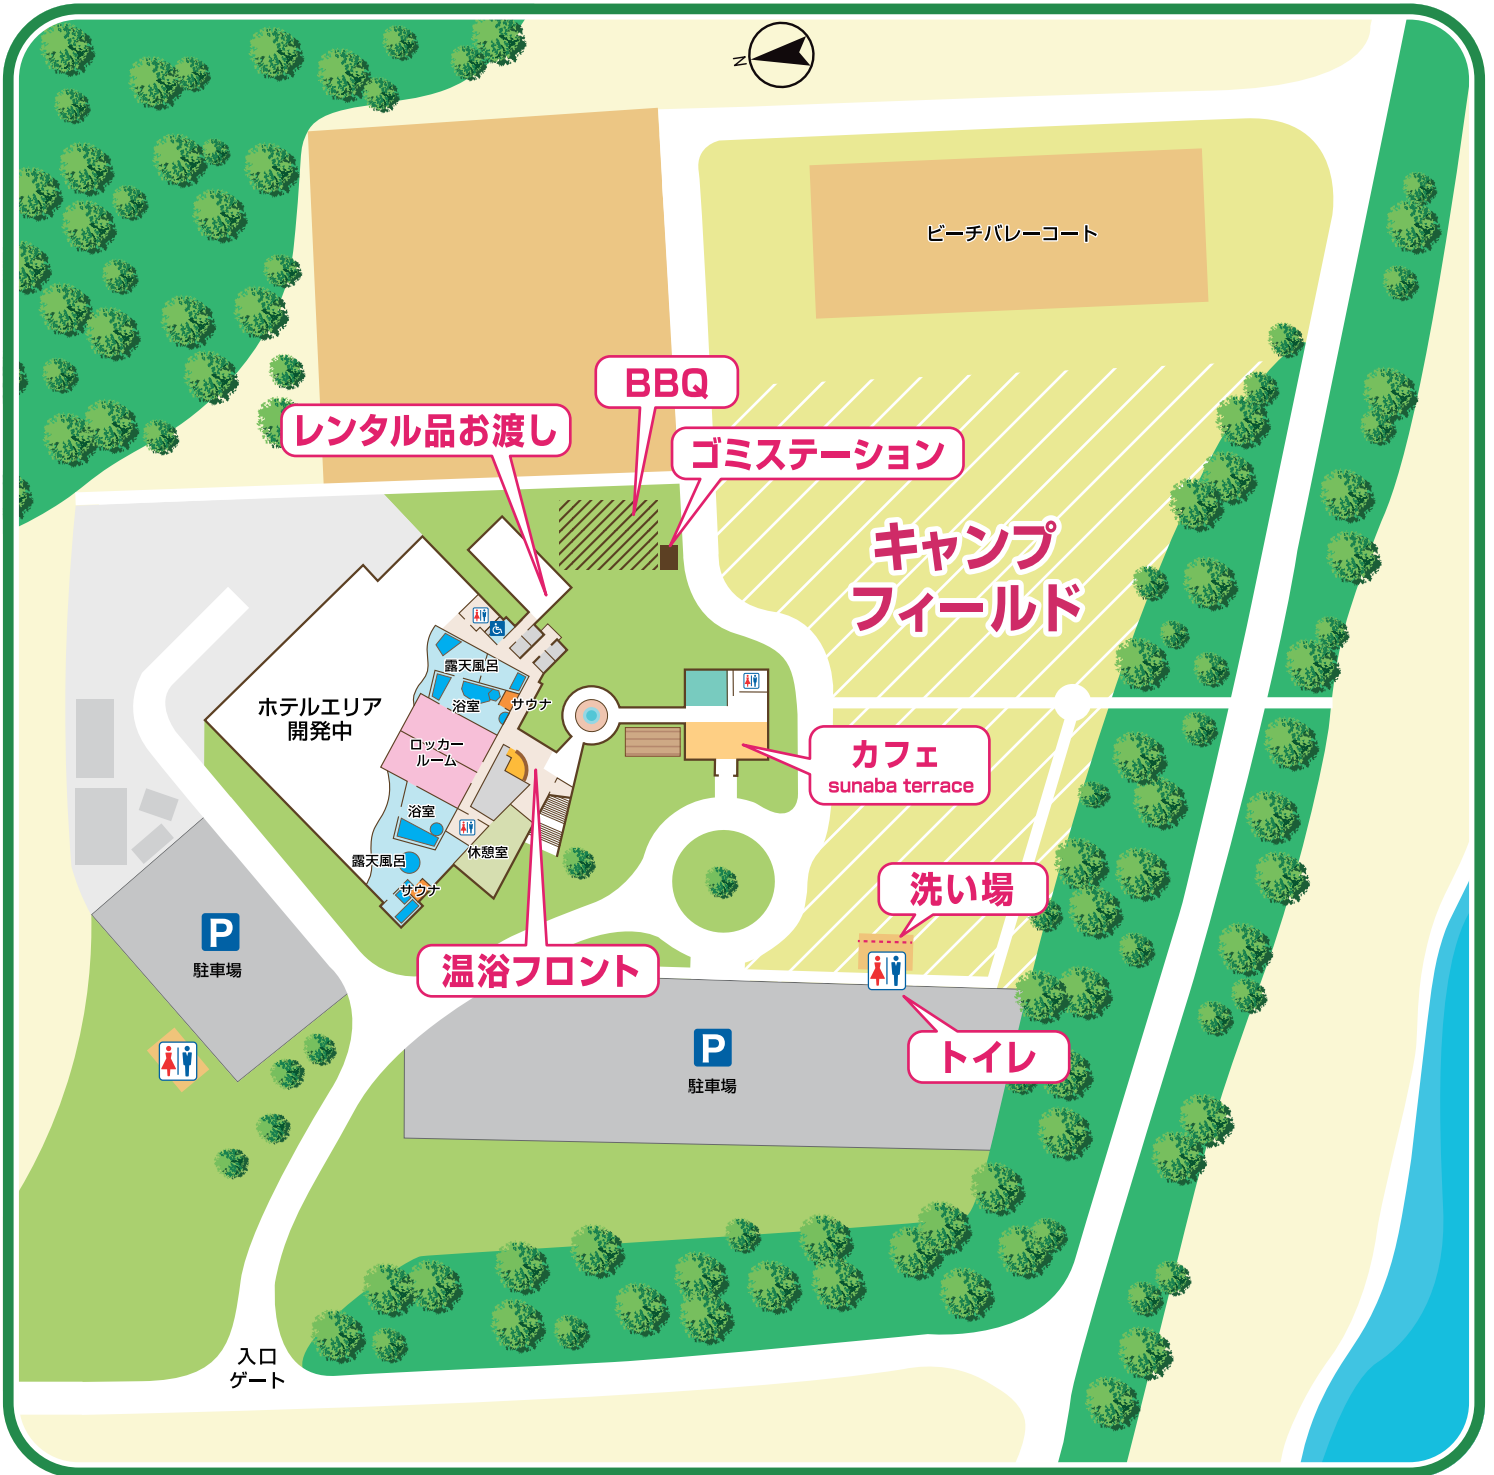 N
ビーチバレーコート
BBQ
レンタル品お渡し
ゴミステーション
キャンプ
フィールド
露天風呂
浴室
サウナ
ホテルエリア
開発中
ロッカー
ルーム
カフェ
sunaba terrace
浴室
休憩室
露天風呂
サウナ
洗い場
P
駐車場
温浴フロント
P
駐車場
トイレ
入口
ゲート